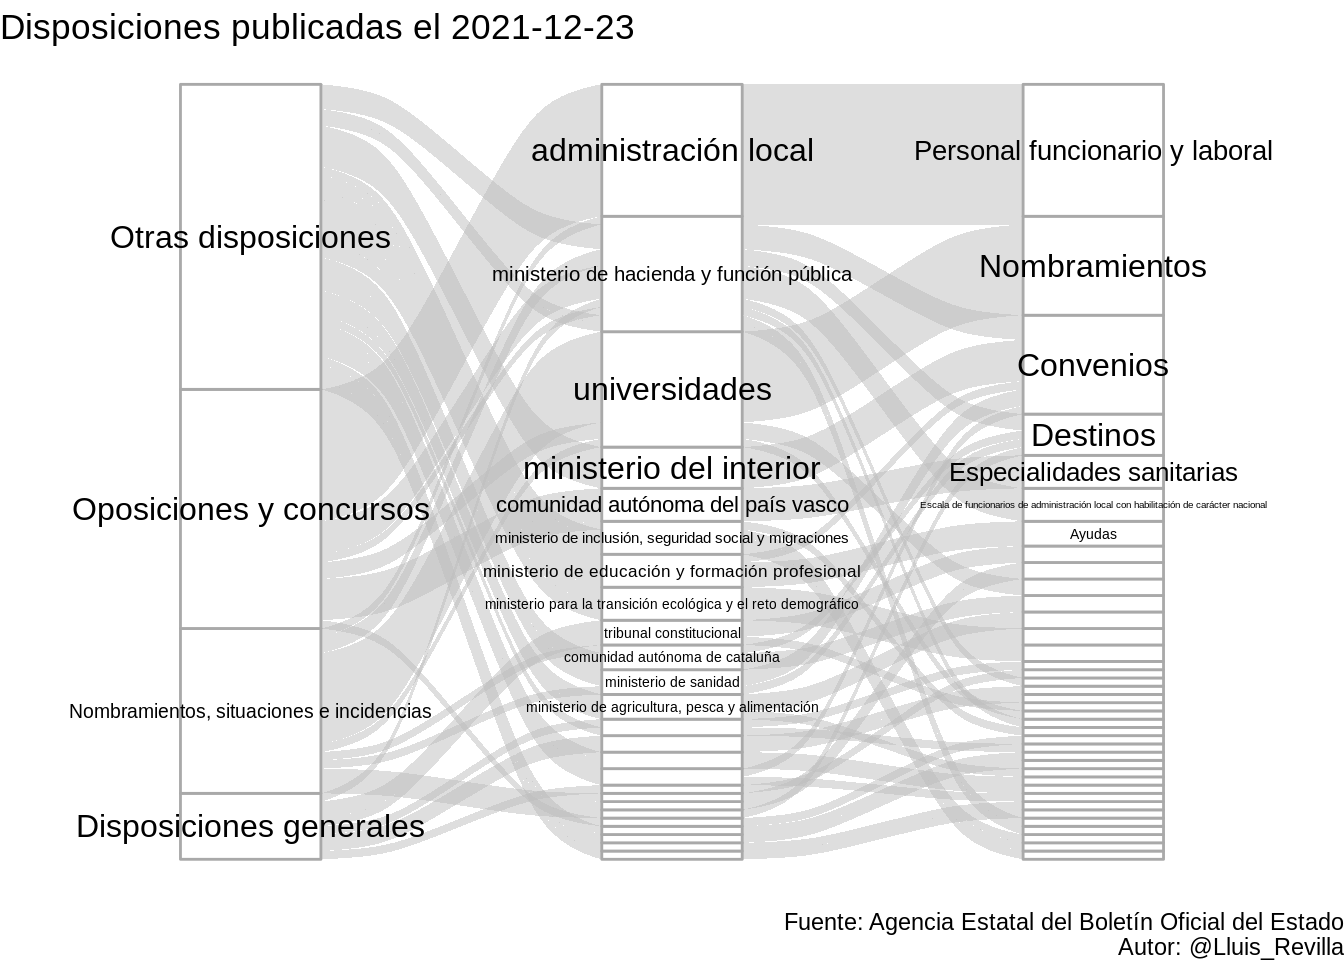 Disposiciones publicadas el 2021-12-23
Otras disposiciones
Oposiciones y concursos
Nombramientos, situaciones e incidencias
Disposiciones generales
administración local
ministerio de hacienda y función pública
universidades
ministerio del interior
comunidad autónoma del país vasco
ministerio de inclusión, seguridad social y migraciones
ministerio de educación y formación profesional
ministerio para la transición ecológica y el reto demográfico
tribunal constitucional
comunidad autónoma de cataluña
ministerio de sanidad
ministerio de agricultura, pesca y alimentación
Personal funcionario y laboral
Nombramientos
Convenios
Destinos
Especialidades sanitarias
Escala de funcionarios de administración local con habilitación de carácter nacional
Ayudas
Fuente: Agencia Estatal del Boletín Oficial del Estado
Autor: @Lluis_Revilla